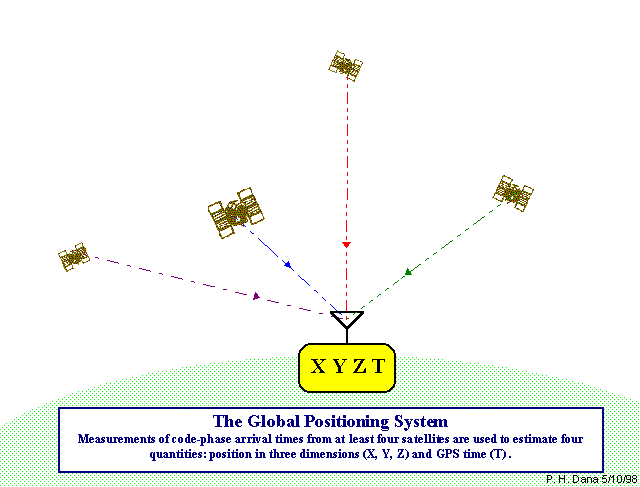 X Y Z T
The Global Positioning System
Measurements of code-phase arrival times from at least four satellites are used to estimate four
quantities: position in three dimensions (X, Y, Z) and GPS time (T) .
P. H. Dana 5/10/98